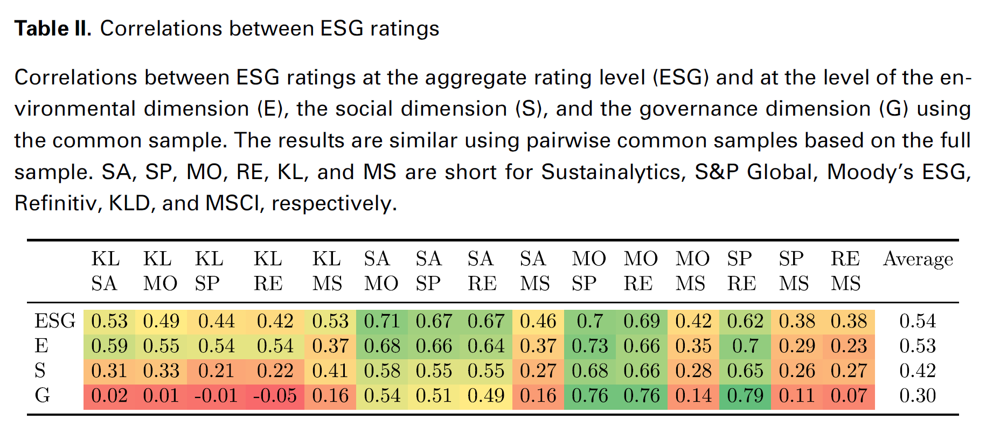 Table II. Correlations between ESG ratings
Correlations between ESG ratings at the aggregate rating level (ESG) and at the level of the en-
vironmental dimension (E), the social dimension (S), and the governance dimension (G) using
the common sample. The results are similar using pairwise common samples based on the full
sample. SA, SP, MO, RE, KL, and MS are short for Sustainalytics, S&P Global, Moody’s ESG,
Refinitiv, KLD, and MSCI, respectively.
KL KL KL KL KL SA SA SA SA MO MO MO SP SP RE Average
SA MO SP RE MS MO SP RE MS SP RE MS RE MS MS
ESG 0.53 0.49 0.44 0.42 0.53 0.71 0.67 0.67 0.46 0.7 0.69 0.42 0.62 0.38 0.38 0.54
E 0.59 0.55 0.54 0.54 0.37 0.68 0.66 0.64 0.37 0.73 0.66 0.35 0.7 0.29 0.23 0.53
S 0.31 0.33 0.21 0.22 0.41 0.58 0.55 0.55 0.27 0.68 0.66 0.28 0.65 0.26 0.27 0.42
G 0.02 0.01 -0.01 -0.05 0.16 0.54 0.51 0.49 0.16 0.76 0.76 0.14 0.79 0.11 0.07 0.30